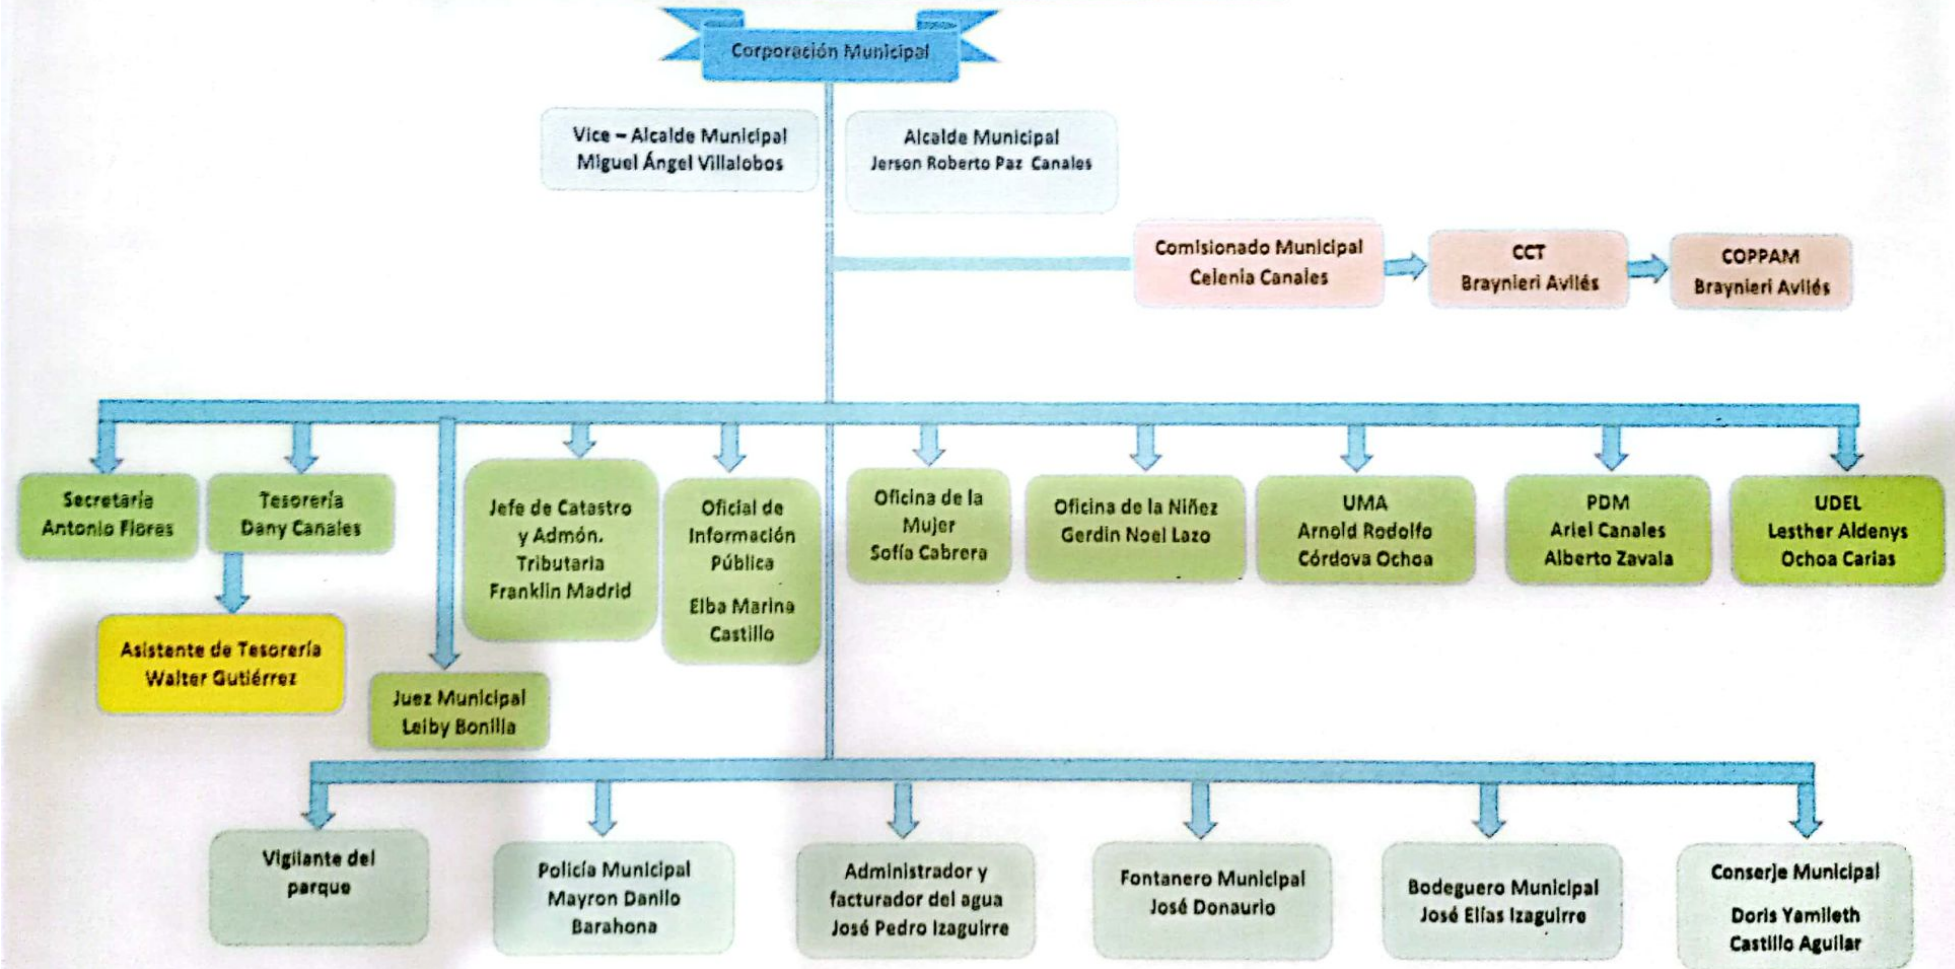 Corporación Municipal
Vice – Alcalde Municipal
Miguel Ángel Villalobos
Alcalde Municipal
Jerson Roberto Paz Canales
Comisionado Municipal
Celenia Canales
CCT
Braynieri Avilés
COPPAM
Braynieri Avilés
Secretaria
Antonio Flores
Tesorería
Dany Canales
Jefe de Catastro
y Admón.
Tributaria
Franklin Madrid
Oficial de
Información
Pública
Elba Marina
Castillo
Oficina de la
Mujer
Sofía Cabrera
Oficina de la Niñez
Gerdin Noel Lazo
UMA
Arnold Rodolfo
Córdova Ochoa
PDM
Ariel Canales
Alberto Zavala
UDEL
Lesther Aldenys
Ochoa Carias
Asistente de Tesorería
Walter Gutiérrez
Juez Municipal
Leiby Bonilla
Vigilante del
parque
Policía Municipal
Mayron Danilo
Barahona
Administrador y
facturador del agua
José Pedro Izaguirre
Fontanero Municipal
José Donaurio
Bodeguero Municipal
José Elías Izaguirre
Conserje Municipal
Doris Yamileth
Castillo Aguilar